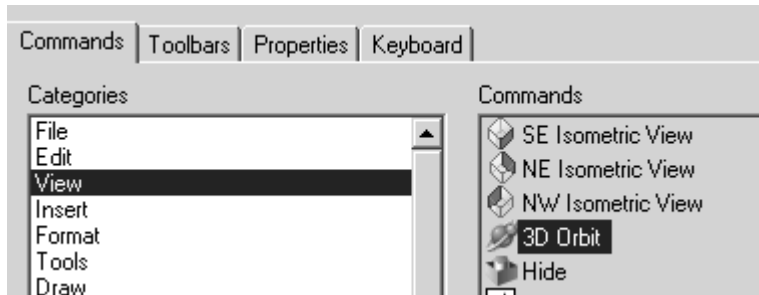 Commands Toolbars Properties Keyboard
Categories
File
Edit
View
Insert
Format
Tools
Draw
Commands
SE Isometric View
NE Isometric View
NW Isometric View
3D Orbit
Hide